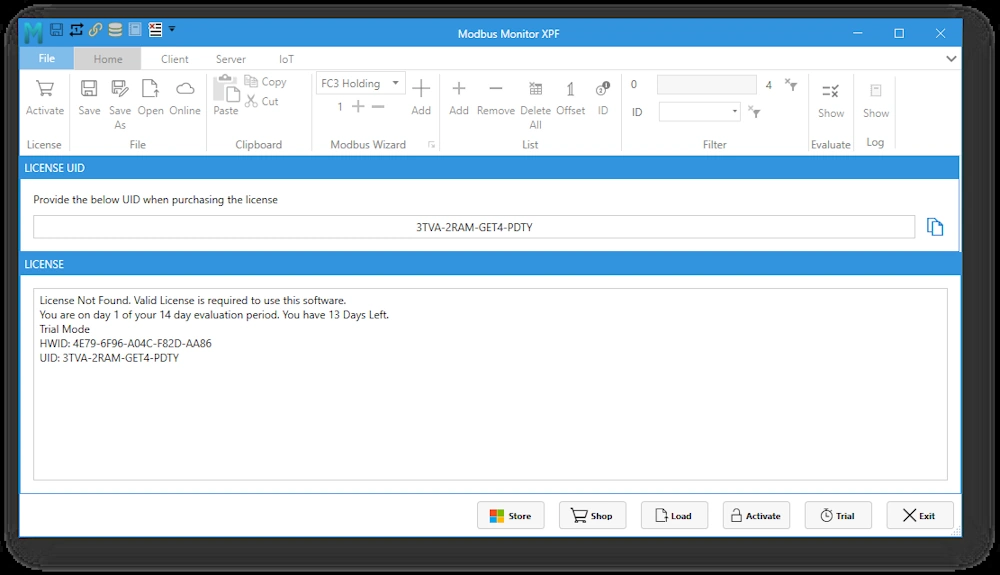 Modbus Monitor XPF
File Home Client Server IoT
Activate
License
Save Save As Open Online
File
Paste Copy Cut
Clipboard
FC3 Holding
1
Add
Modbus Wizard
Add Remove Delete All Offset ID
List
0 4
ID
Filter
Show
Evaluate
Show
Log
LICENSE UID
Provide the below UID when purchasing the license
3TVA-2RAM-GET4-PDTY
LICENSE
License Not Found. Valid License is required to use this software.
You are on day 1 of your 14 day evaluation period. You have 13 Days Left.
Trial Mode
HWID: 4E79-6F96-A04C-F82D-AA86
UID: 3TVA-2RAM-GET4-PDTY
Store Shop Load Activate Trial Exit